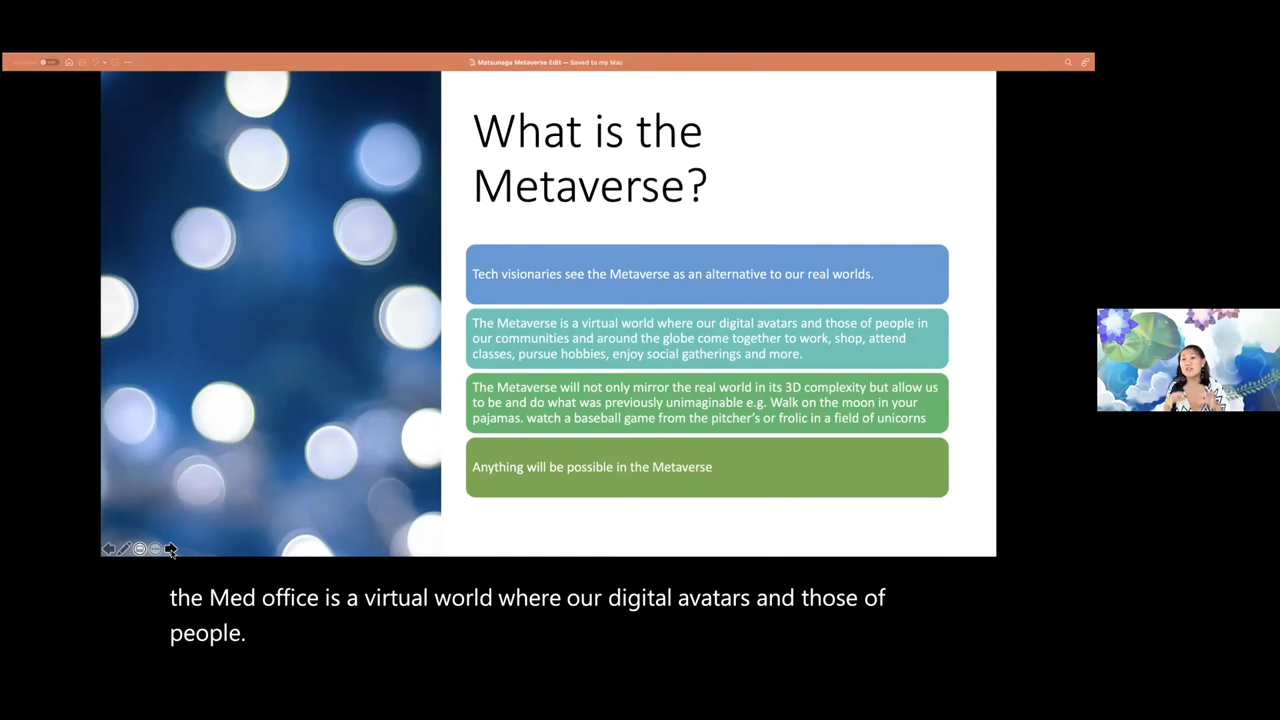 Matsunaga Metaverse Edit — Saved to my Mac
What is the
Metaverse?
Tech visionaries see the Metaverse as an alternative to our real worlds.
The Metaverse is a virtual world where our digital avatars and those of people in
our communities and around the globe come together to work, shop, attend
classes, pursue hobbies, enjoy social gatherings and more.
The Metaverse will not only mirror the real world in its 3D complexity but allow us
to be and do what was previously unimaginable e.g. Walk on the moon in your
pajamas. watch a baseball game from the pitcher’s or frolic in a field of unicorns
Anything will be possible in the Metaverse
the Med office is a virtual world where our digital avatars and those of
people.